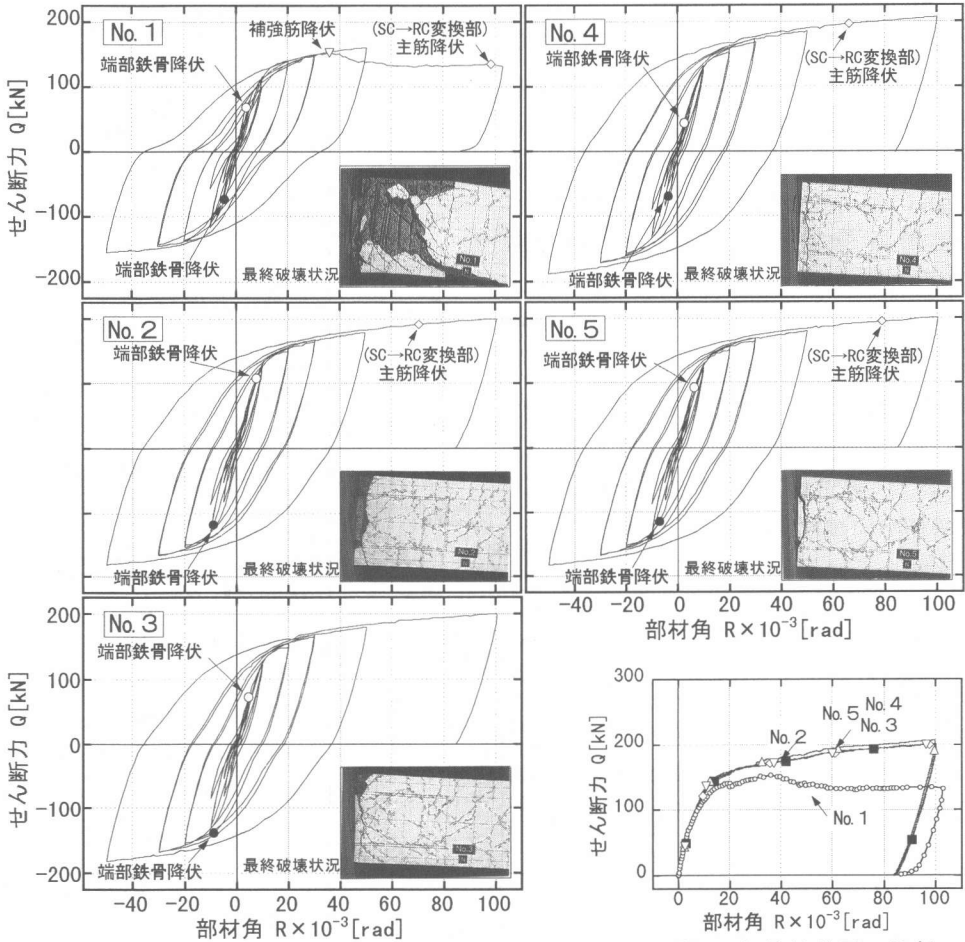 No. 1
補強筋降伏
(SC→RC変換部)
主筋降伏
端部鉄骨降伏
せん断力 Q[kN]
200
100
0
-100
-200
端部鉄骨降伏
最終破壊状況
No.1
No. 4
(SC→RC変換部)
主筋降伏
端部鉄骨降伏
端部鉄骨降伏
最終破壊状況
No.4
No. 2
端部鉄骨降伏
(SC→RC変換部)
主筋降伏
端部鉄骨降伏
最終破壊状況
No.2
No. 5
端部鉄骨降伏
(SC→RC変換部)
主筋降伏
端部鉄骨降伏
最終破壊状況
No.5
-40 -20 0 20 40 60 80 100
部材角 R×10⁻³[rad]
No. 3
端部鉄骨降伏
せん断力 Q[kN]
200
100
0
-100
-200
端部鉄骨降伏
最終破壊状況
No.3
-40 -20 0 20 40 60 80 100
部材角 R×10⁻³[rad]
せん断力 Q[kN]
300
200
100
0
No. 4
No. 5
No. 3
No. 2
No. 1
0 20 40 60 80 100
部材角 R×10⁻³[rad]